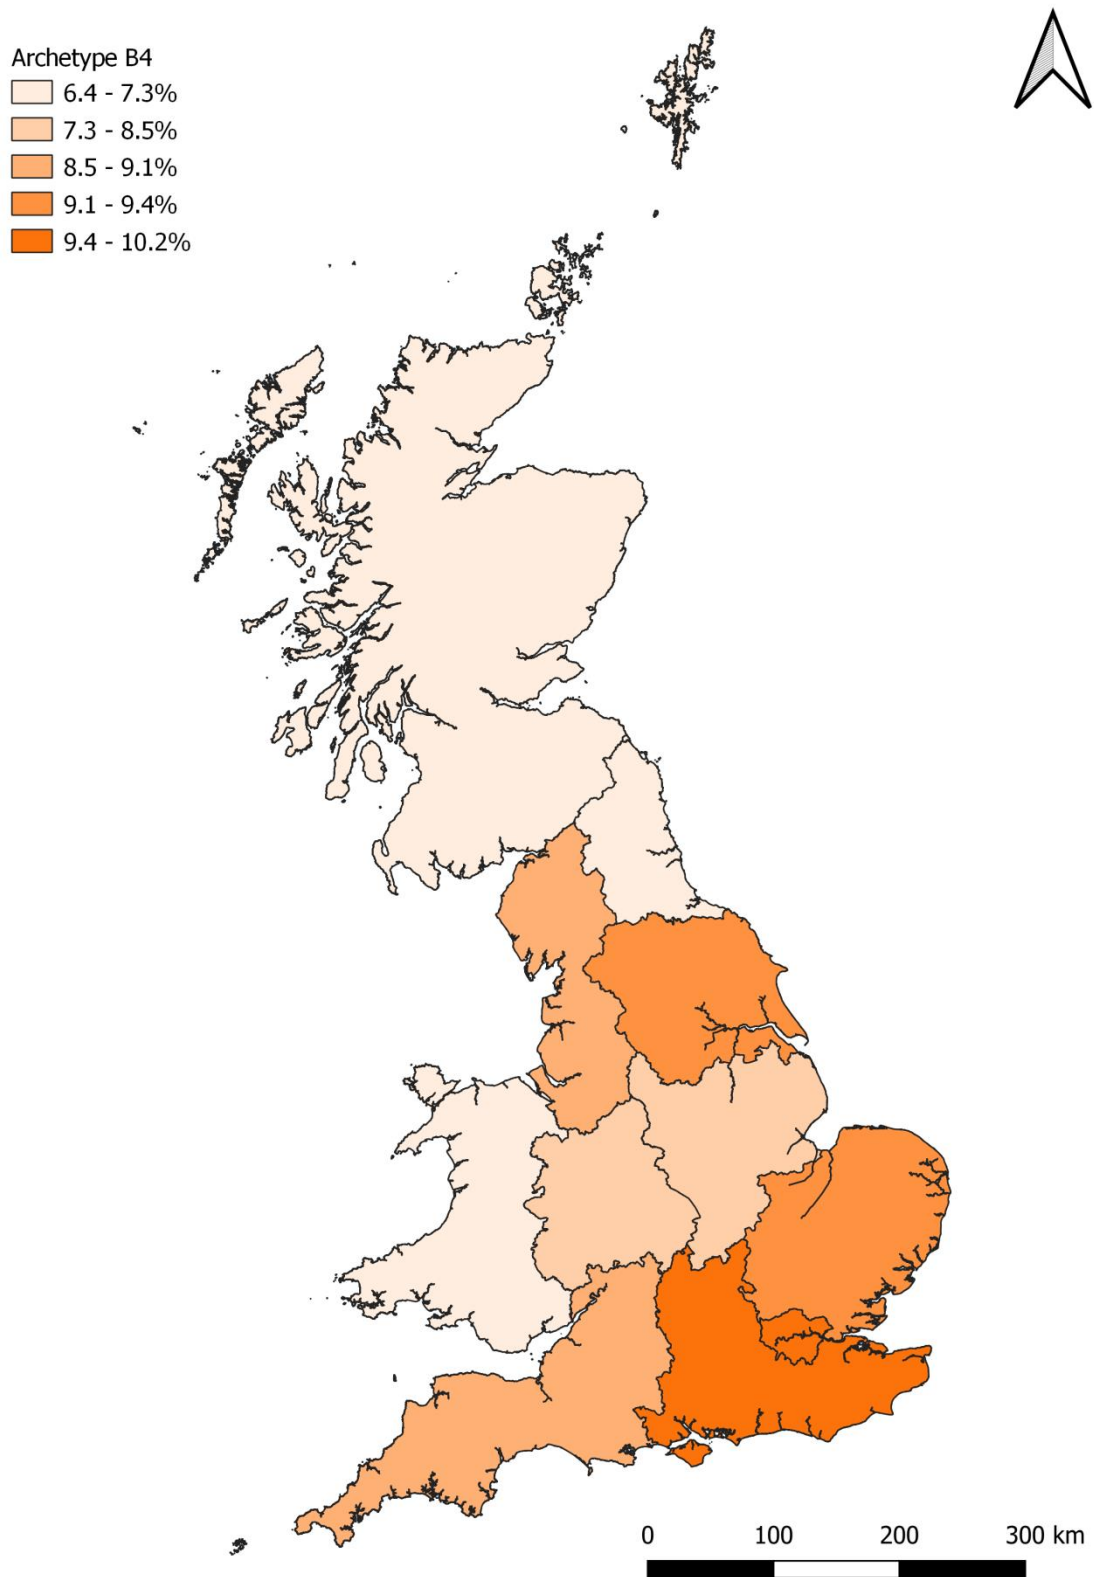 Archetype B4
6.4 - 7.3%
7.3 - 8.5%
8.5 - 9.1%
9.1 - 9.4%
9.4 - 10.2%
0 100 200 300 km